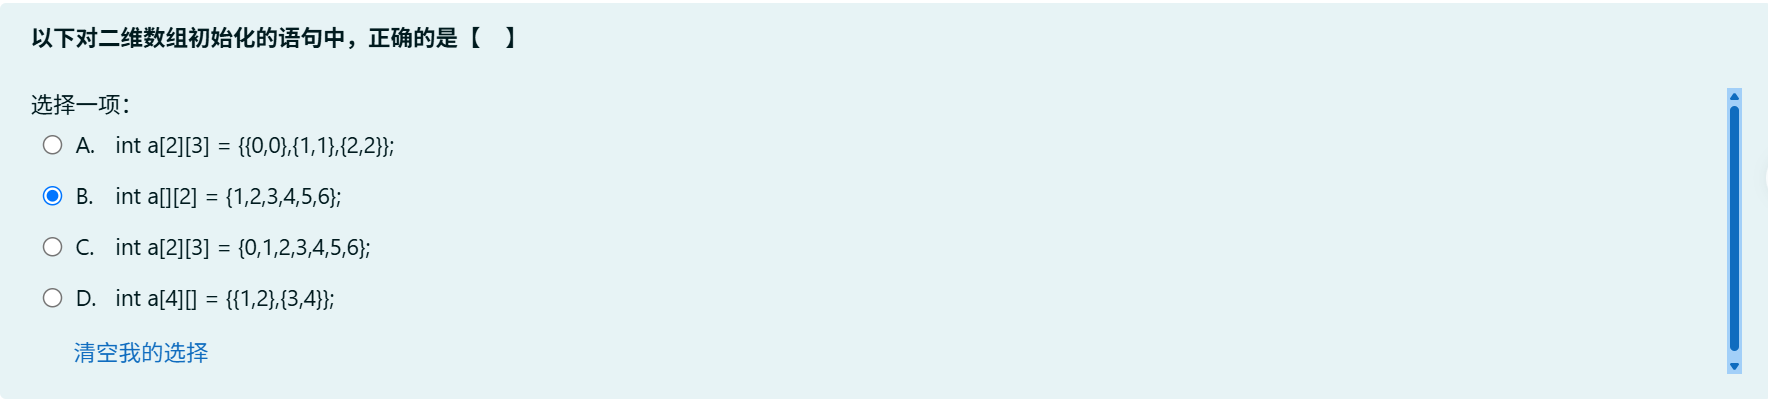 以下对二维数组初始化的语句中，正确的是【　】
选择一项：
A. int a[2][3] = {{0,0},{1,1},{2,2}};
B. int a[][2] = {1,2,3,4,5,6};
C. int a[2][3] = {0,1,2,3,4,5,6};
D. int a[4][] = {{1,2},{3,4}};
清空我的选择